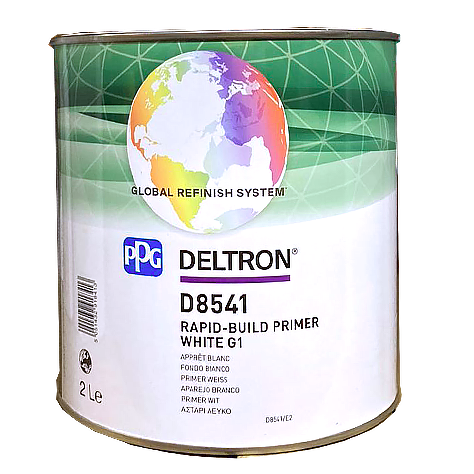 GLOBAL REFINISH SYSTEM
PPG
DELTRON®
D8541
RAPID-BUILD PRIMER
WHITE G1
APPRÊT BLANC
FONDO BIANCO
PRIMER WEISS
APAREJO BRANCO
PRIMER WIT
ΑΣΤΑΡΙ ΛΕΥΚΟ
2 Le
D8541/E2